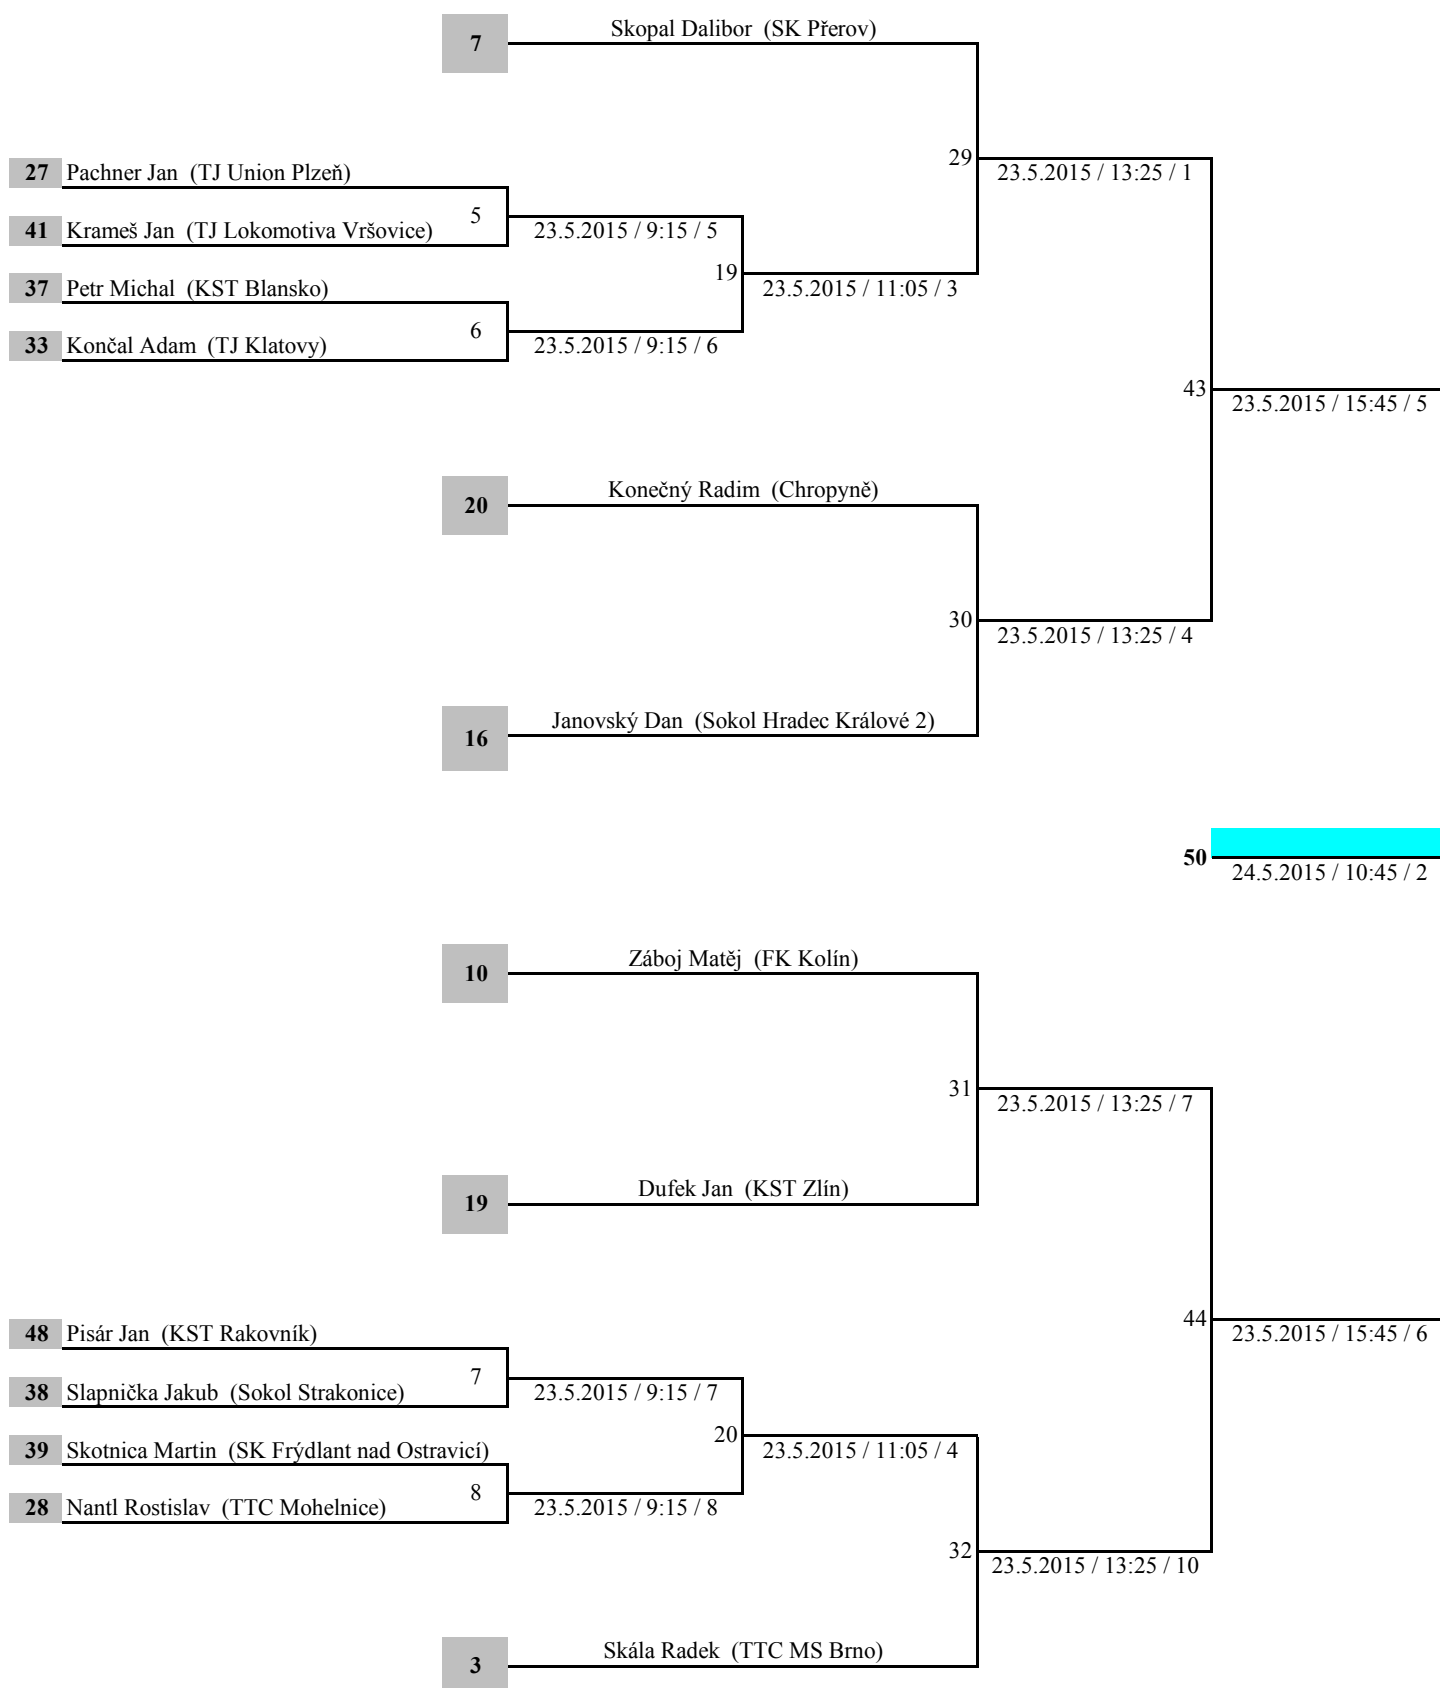 7 Skopal Dalibor (SK Přerov)
29 23.5.2015 / 13:25 / 1
27 Pachner Jan (TJ Union Plzeň)
5 23.5.2015 / 9:15 / 5
41 Krameš Jan (TJ Lokomotiva Vršovice)
19 23.5.2015 / 11:05 / 3
37 Petr Michal (KST Blansko)
6 23.5.2015 / 9:15 / 6
33 Končal Adam (TJ Klatovy)
43 23.5.2015 / 15:45 / 5
20 Konečný Radim (Chropyně)
30 23.5.2015 / 13:25 / 4
16 Janovský Dan (Sokol Hradec Králové 2)
50 24.5.2015 / 10:45 / 2
10 Záboj Matěj (FK Kolín)
31 23.5.2015 / 13:25 / 7
19 Dufek Jan (KST Zlín)
44 23.5.2015 / 15:45 / 6
48 Pisár Jan (KST Rakovník)
7 23.5.2015 / 9:15 / 7
38 Slapnička Jakub (Sokol Strakonice)
20 23.5.2015 / 11:05 / 4
39 Skotnica Martin (SK Frýdlant nad Ostravicí)
8 23.5.2015 / 9:15 / 8
28 Nantl Rostislav (TTC Mohelnice)
32 23.5.2015 / 13:25 / 10
3 Skála Radek (TTC MS Brno)